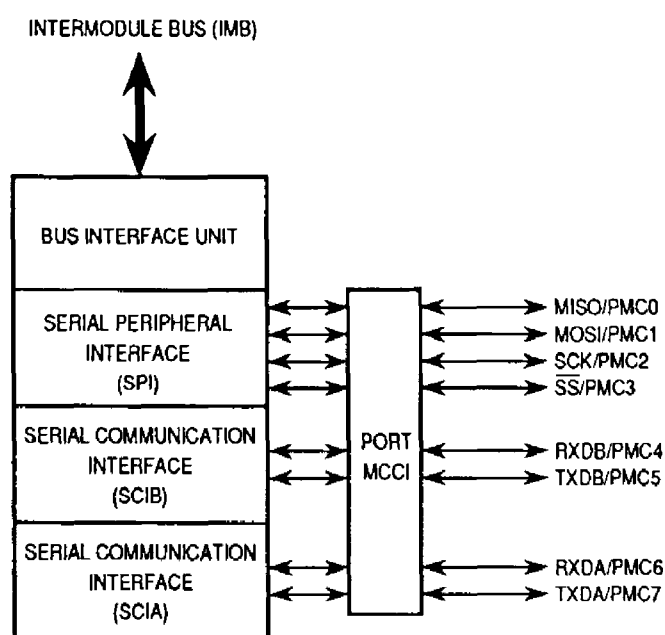 INTERMODULE BUS (IMB)
BUS INTERFACE UNIT
SERIAL PERIPHERAL
INTERFACE
(SPI)
SERIAL COMMUNICATION
INTERFACE
(SCIB)
SERIAL COMMUNICATION
INTERFACE
(SCIA)
PORT
MCCI
MISO/PMC0
MOSI/PMC1
SCK/PMC2
S̅S̅/PMC3
RXDB/PMC4
TXDB/PMC5
RXDA/PMC6
TXDA/PMC7